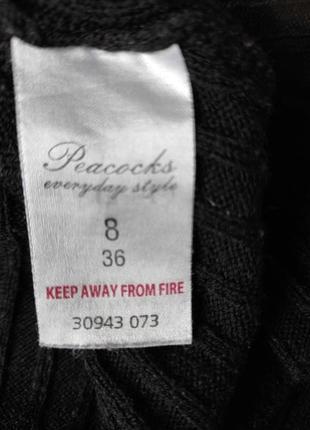 Peacocks
everyday style
8
36
KEEP AWAY FROM FIRE
30943 073